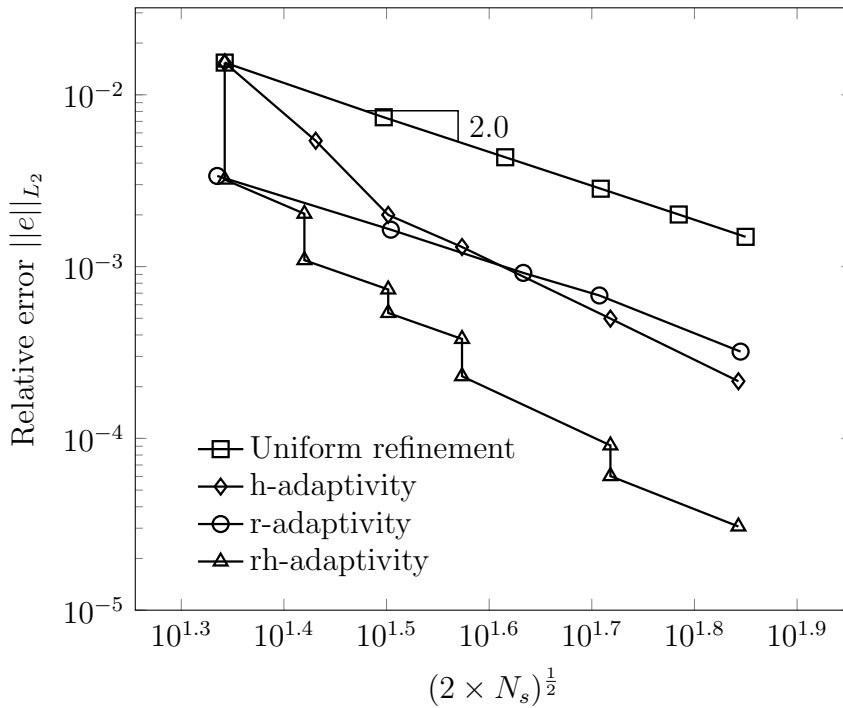 10^{-2}
2.0
10^{-3}
10^{-4}
10^{-5}
Relative error ||e||_{L_2}
Uniform refinement
h-adaptivity
r-adaptivity
rh-adaptivity
10^{1.3} 10^{1.4} 10^{1.5} 10^{1.6} 10^{1.7} 10^{1.8} 10^{1.9}
(2 × N_s)^{\frac{1}{2}}